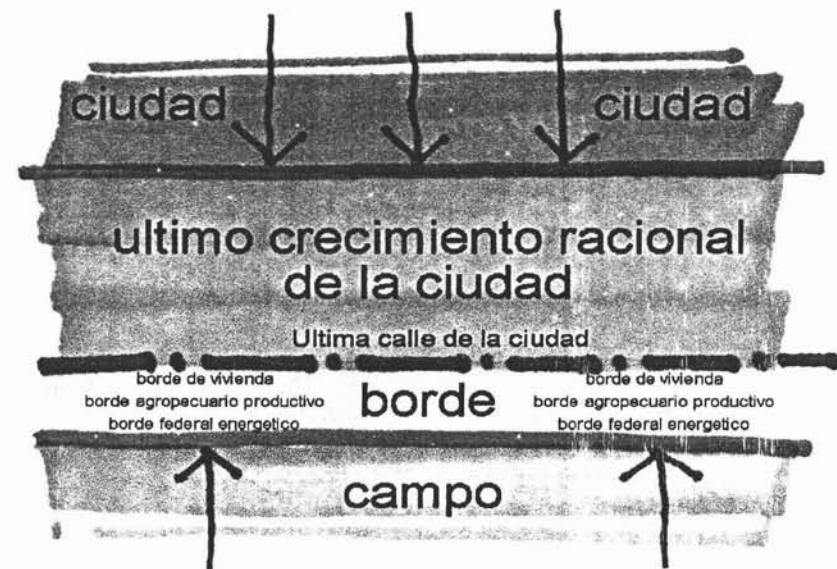 ciudad ciudad
ultimo crecimiento racional
de la ciudad
Ultima calle de la ciudad
borde de vivienda
borde agropecuario productivo
borde federal energetico
borde
borde de vivienda
borde agropecuario productivo
borde federal energetico
campo